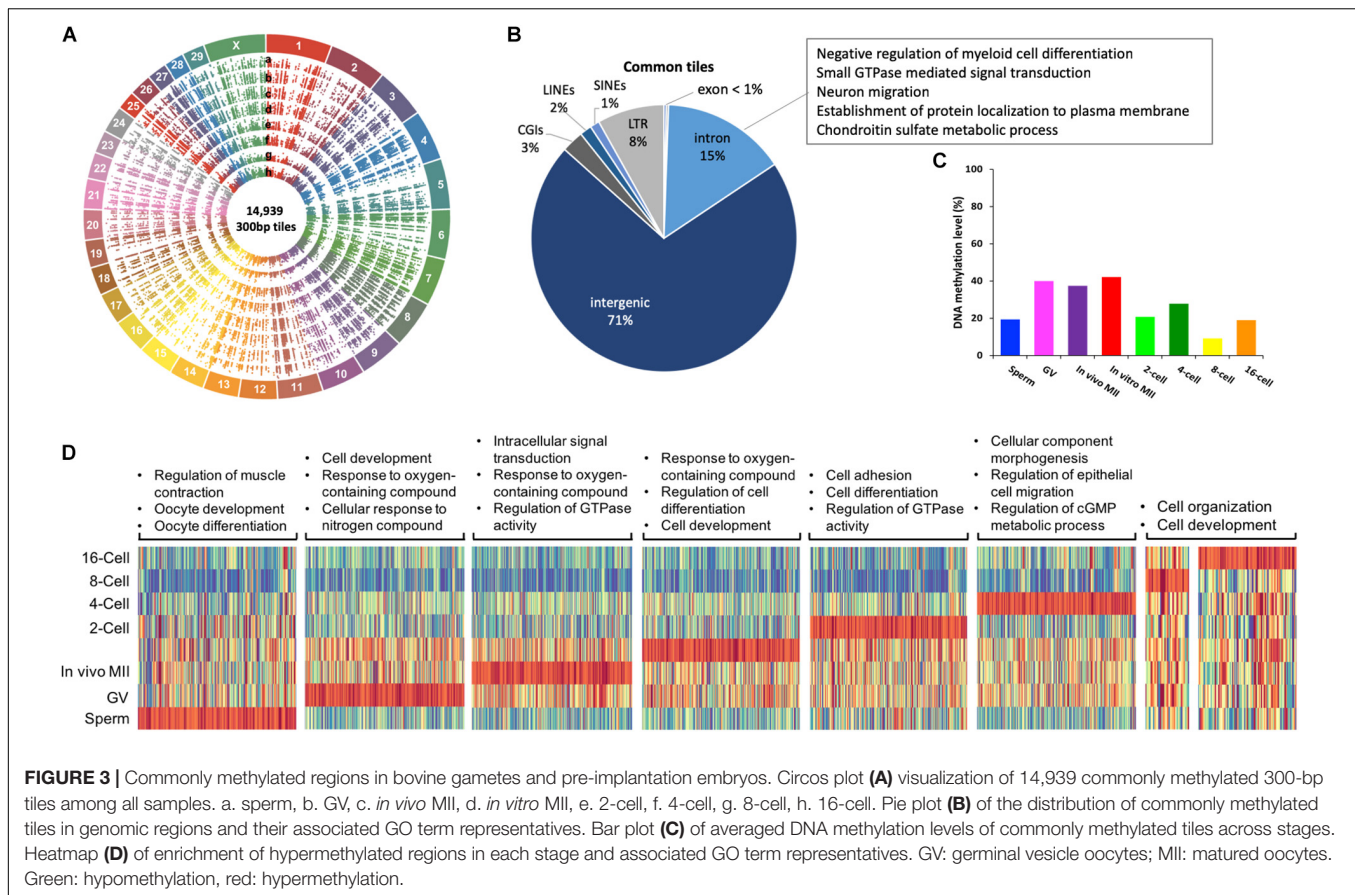 A
X
1
2
3
4
5
6
7
8
9
10
11
12
13
14
15
16
17
18
19
20
21
22
23
24
25
26
27
28
29
a
b
c
d
e
f
g
h
14,939
300bp tiles
B
Common tiles
LINEs
2%
SINEs
1%
exon < 1%
CGIs
3%
LTR
8%
intron
15%
intergenic
71%
Negative regulation of myeloid cell differentiation
Small GTPase mediated signal transduction
Neuron migration
Establishment of protein localization to plasma membrane
Chondroitin sulfate metabolic process
C
DNA methylation level (%)
100
80
60
40
20
0
Sperm
GV
In vivo MII
In vitro MII
2-cell
4-cell
8-cell
16-cell
D
• Regulation of muscle
contraction
• Oocyte development
• Oocyte differentiation
• Cell development
• Response to oxygen-
containing compound
• Cellular response to
nitrogen compound
• Intracellular signal
transduction
• Response to oxygen-
containing compound
• Regulation of GTPase
activity
• Response to oxygen-
containing compound
• Regulation of cell
differentiation
• Cell development
• Cell adhesion
• Cell differentiation
• Regulation of GTPase
activity
• Cellular component
morphogenesis
• Regulation of epithelial
cell migration
• Regulation of cGMP
metabolic process
• Cell organization
• Cell development
16-Cell
8-Cell
4-Cell
2-Cell
In vivo MII
GV
Sperm
FIGURE 3 | Commonly methylated regions in bovine gametes and pre-implantation embryos. Circos plot (A) visualization of 14,939 commonly methylated 300-bp
tiles among all samples. a. sperm, b. GV, c. in vivo MII, d. in vitro MII, e. 2-cell, f. 4-cell, g. 8-cell, h. 16-cell. Pie plot (B) of the distribution of commonly methylated
tiles in genomic regions and their associated GO term representatives. Bar plot (C) of averaged DNA methylation levels of commonly methylated tiles across stages.
Heatmap (D) of enrichment of hypermethylated regions in each stage and associated GO term representatives. GV: germinal vesicle oocytes; MII: matured oocytes.
Green: hypomethylation, red: hypermethylation.